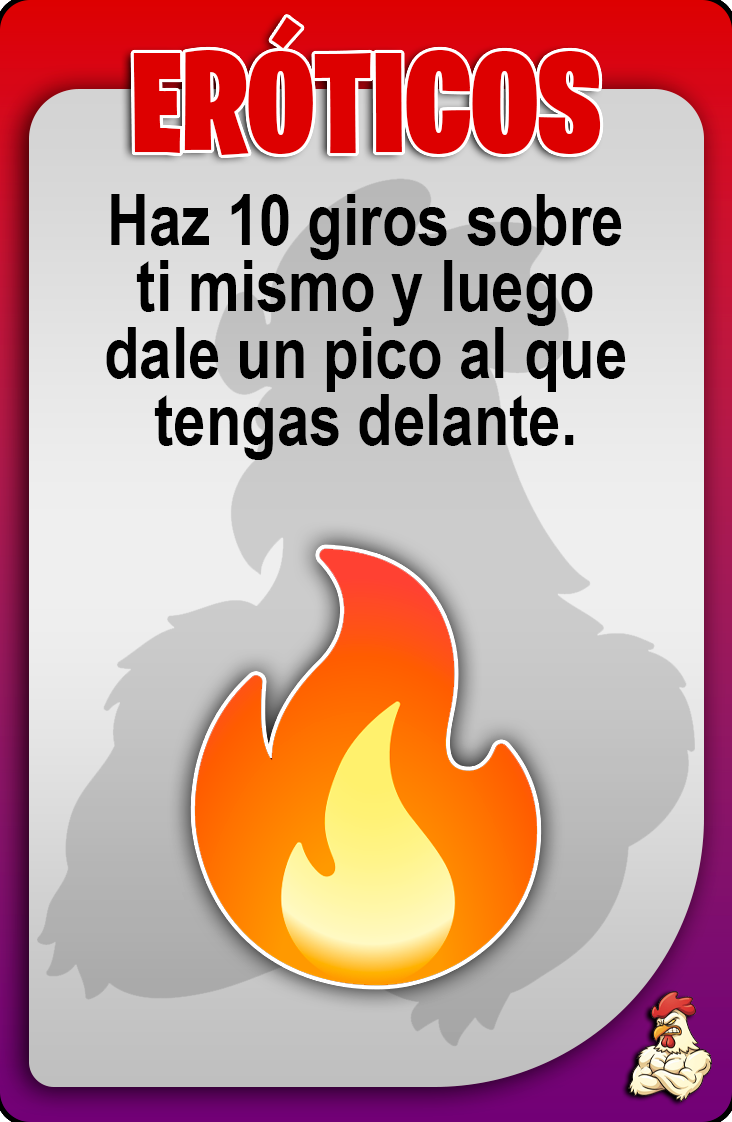 ERÓTICOS
Haz 10 giros sobre
ti mismo y luego
dale un pico al que
tengas delante.